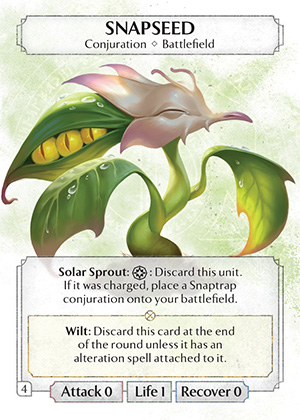 SNAPSEED
Conjuration ⬦ Battlefield
Solar Sprout: : Discard this unit.
If it was charged, place a Snaptrap
conjuration onto your battlefield.
Wilt: Discard this card at the end
of the round unless it has an
alteration spell attached to it.
4
Attack 0 Life 1 Recover 0